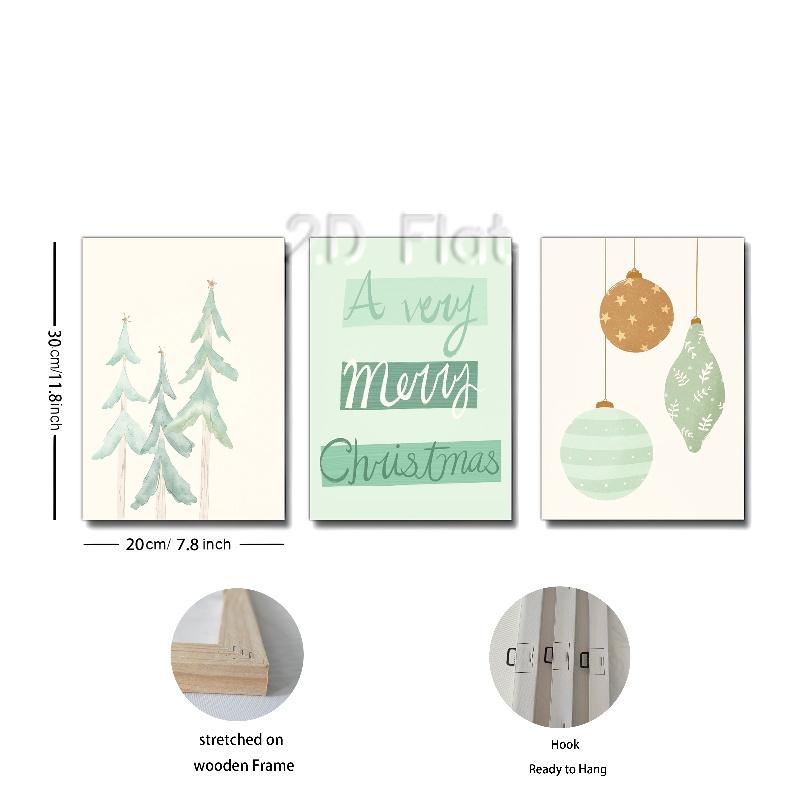 2D Flat
A very
Merry
Christmas
30cm/11.8inch
20cm/ 7.8 inch
stretched on
wooden Frame
Hook
Ready to Hang